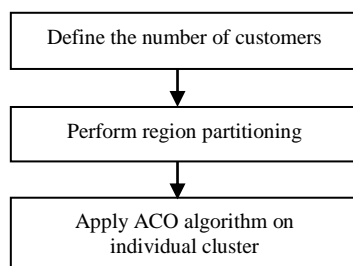 Define the number of customers
Perform region partitioning
Apply ACO algorithm on
individual cluster